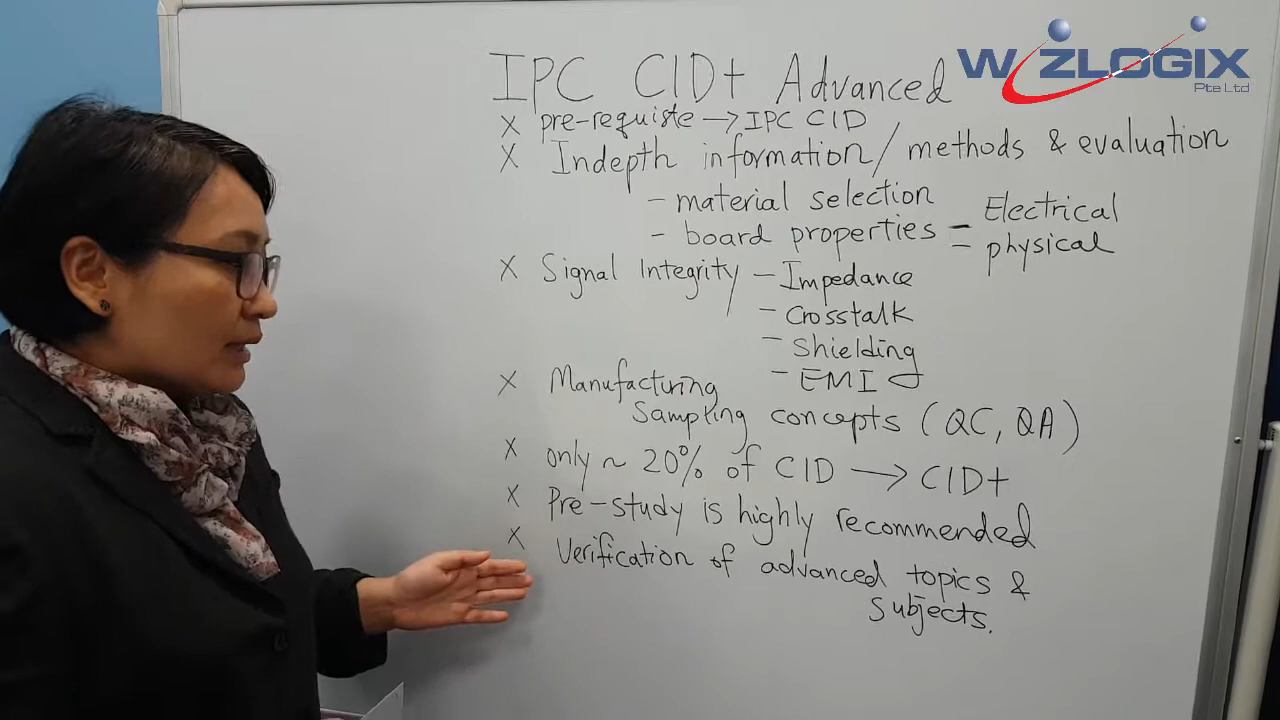 WIZLOGIX
Pte Ltd
IPC CID+ Advanced
X pre-requiste → IPC CID
X Indepth information / methods & evaluation
- material selection
- board properties - Electrical
- physical
X Signal Integrity - Impedance
- Crosstalk
- Shielding
- EMI
X Manufacturing
Sampling concepts (QC, QA)
X only ~ 20% of CID → CID+
X Pre-study is highly recommended
X Verification of advanced topics &
Subjects.